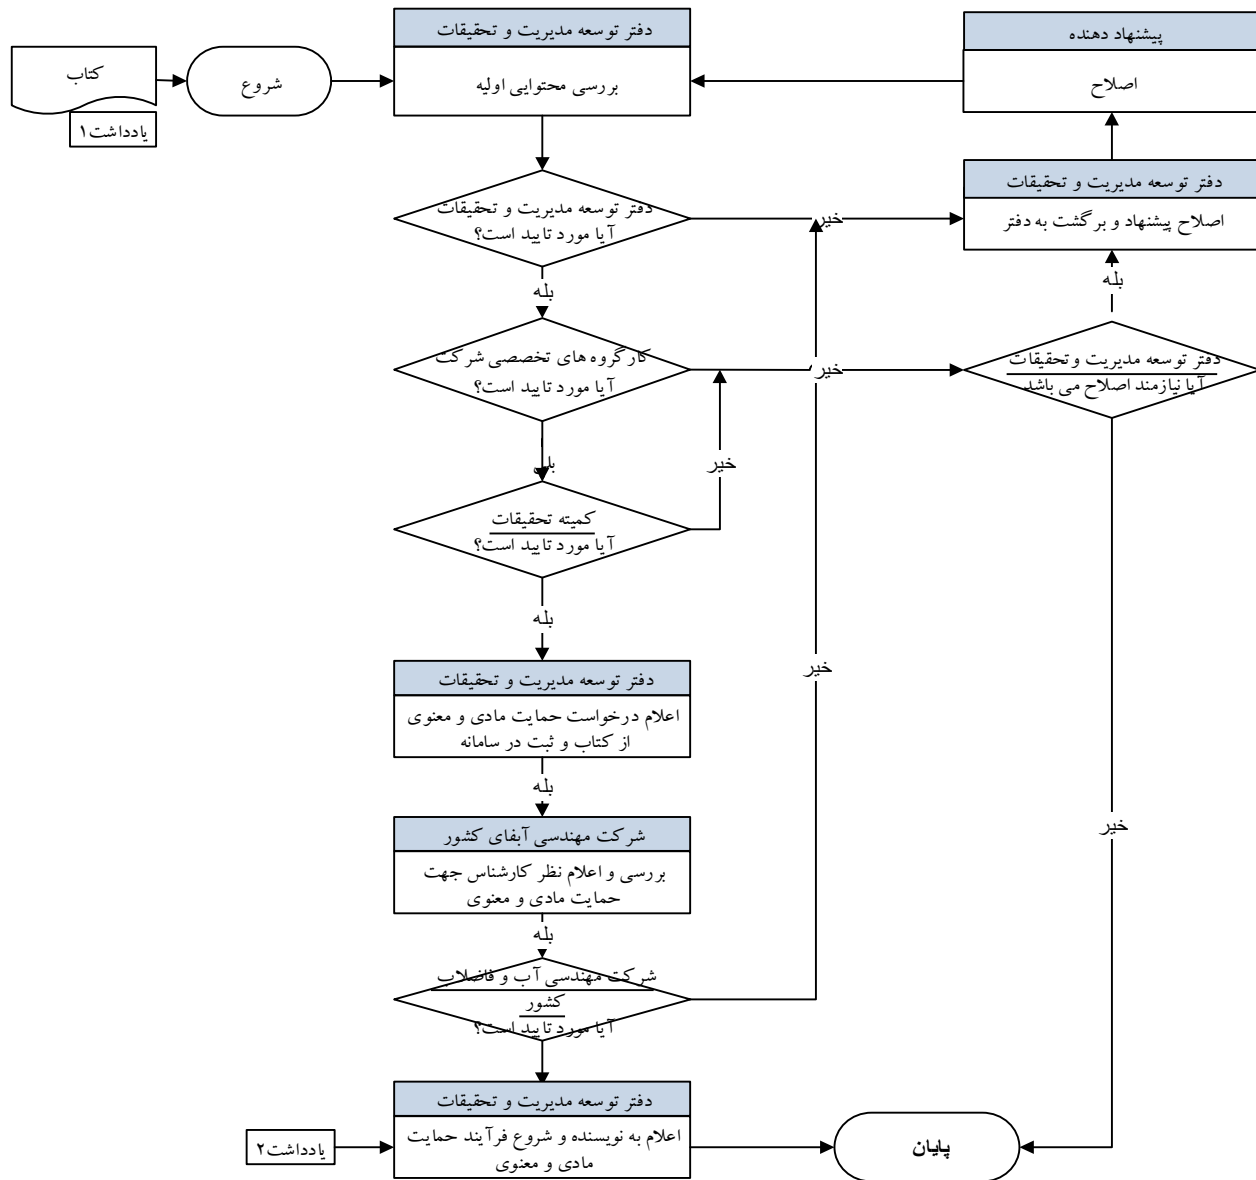 دفتر توسعه مدیریت و تحقیقات
بررسی محتوایی اولیه
پیشنهاد دهنده
اصلاح
کتاب
یادداشت۱
شروع
دفتر توسعه مدیریت و تحقیقات
آیا مورد تایید است؟
خیر
دفتر توسعه مدیریت و تحقیقات
اصلاح پیشنهاد و برگشت به دفتر
بله
بله
کارگروه های تخصصی شرکت
آیا مورد تایید است؟
خیر
دفتر توسعه مدیریت وتحقیقات
آیا نیازمند اصلاح می باشد
بلی
خیر
کمیته تحقیقات
آیا مورد تایید است؟
بله
خیر
دفتر توسعه مدیریت و تحقیقات
اعلام درخواست حمایت مادی و معنوی
از کتاب و ثبت در سامانه
بله
خیر
شرکت مهندسی آبفای کشور
بررسی و اعلام نظر کارشناس جهت
حمایت مادی و معنوی
بله
شرکت مهندسی آب و فاضلاب
کشور
آیا مورد تایید است؟
دفتر توسعه مدیریت و تحقیقات
اعلام به نویسنده و شروع فرآیند حمایت
مادی و معنوی
یادداشت۲
پایان